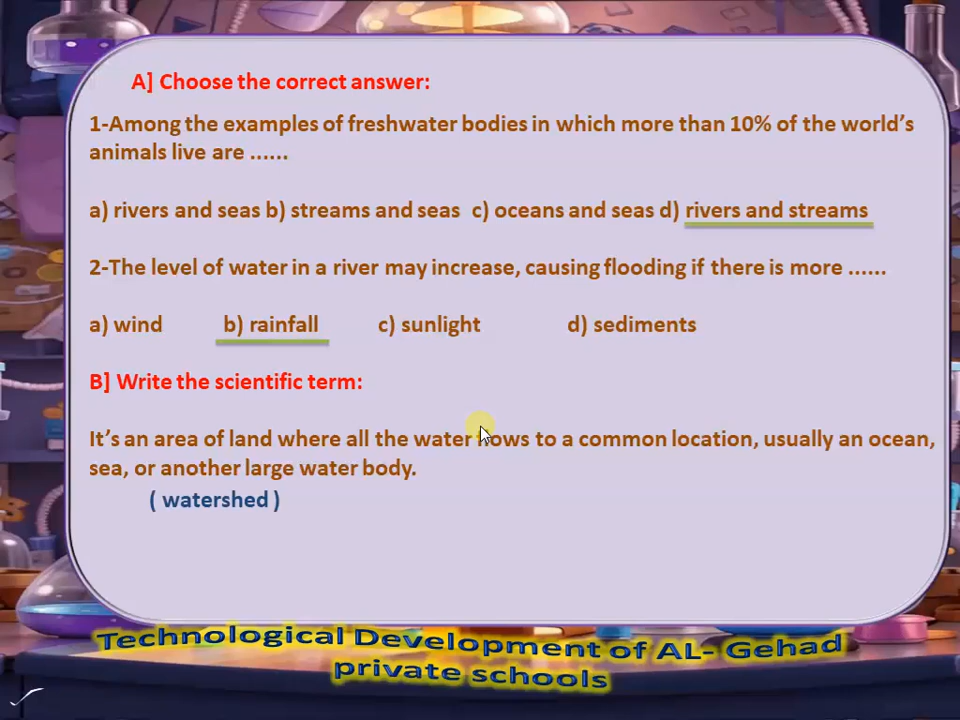 A] Choose the correct answer:
1-Among the examples of freshwater bodies in which more than 10% of the world's
animals live are ......
a) rivers and seas b) streams and seas c) oceans and seas d) rivers and streams
2-The level of water in a river may increase, causing flooding if there is more ......
a) wind b) rainfall c) sunlight d) sediments
B] Write the scientific term:
It's an area of land where all the water flows to a common location, usually an ocean,
sea, or another large water body.
( watershed )
Technological Development of AL- Gehad
private schools